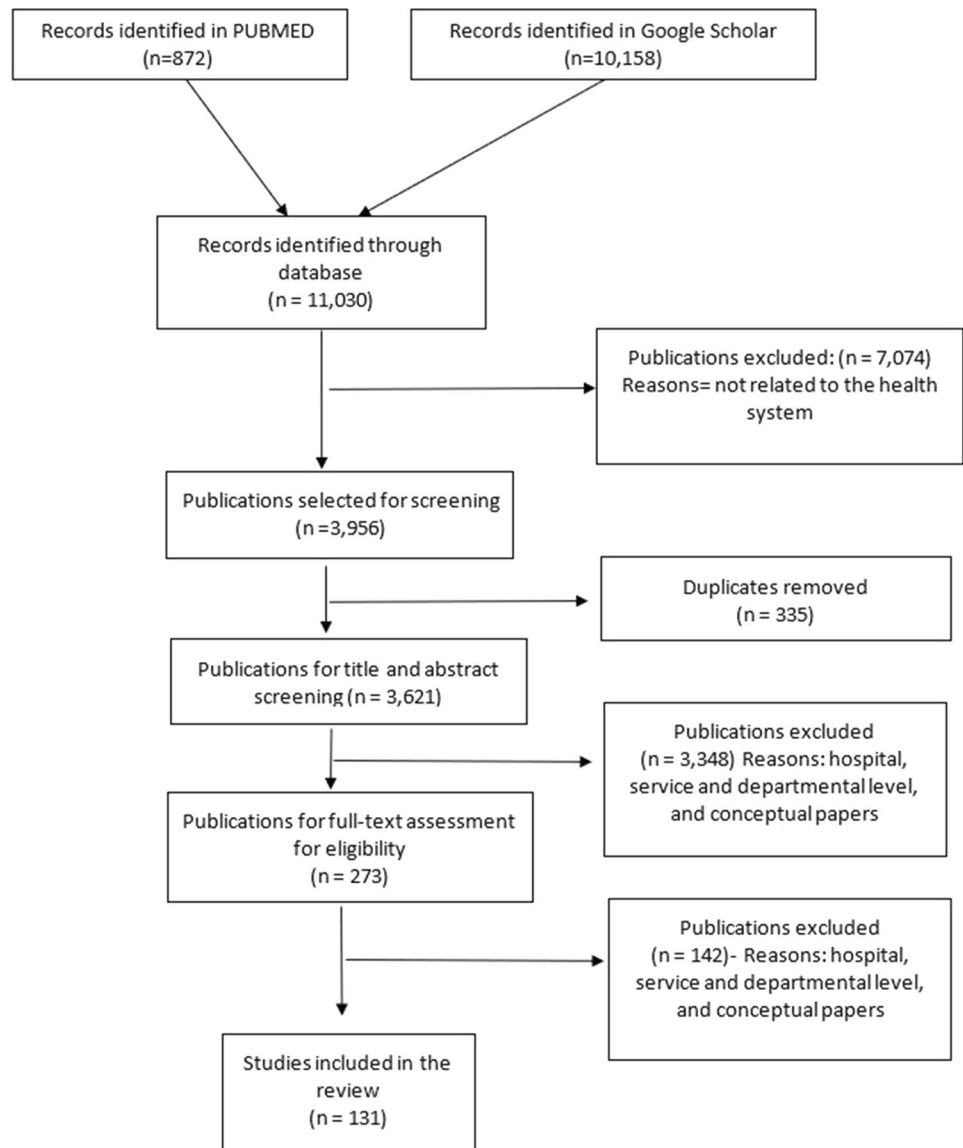 Records identified in PUBMED
(n=872)
Records identified in Google Scholar
(n=10,158)
Records identified through
database
(n = 11,030)
Publications excluded: (n = 7,074)
Reasons= not related to the health
system
Publications selected for screening
(n =3,956)
Duplicates removed
(n = 335)
Publications for title and abstract
screening (n = 3,621)
Publications excluded
(n = 3,348) Reasons: hospital,
service and departmental level,
and conceptual papers
Publications for full-text assessment
for eligibility
(n = 273)
Publications excluded
(n = 142)- Reasons: hospital,
service and departmental level,
and conceptual papers
Studies included in the
review
(n = 131)